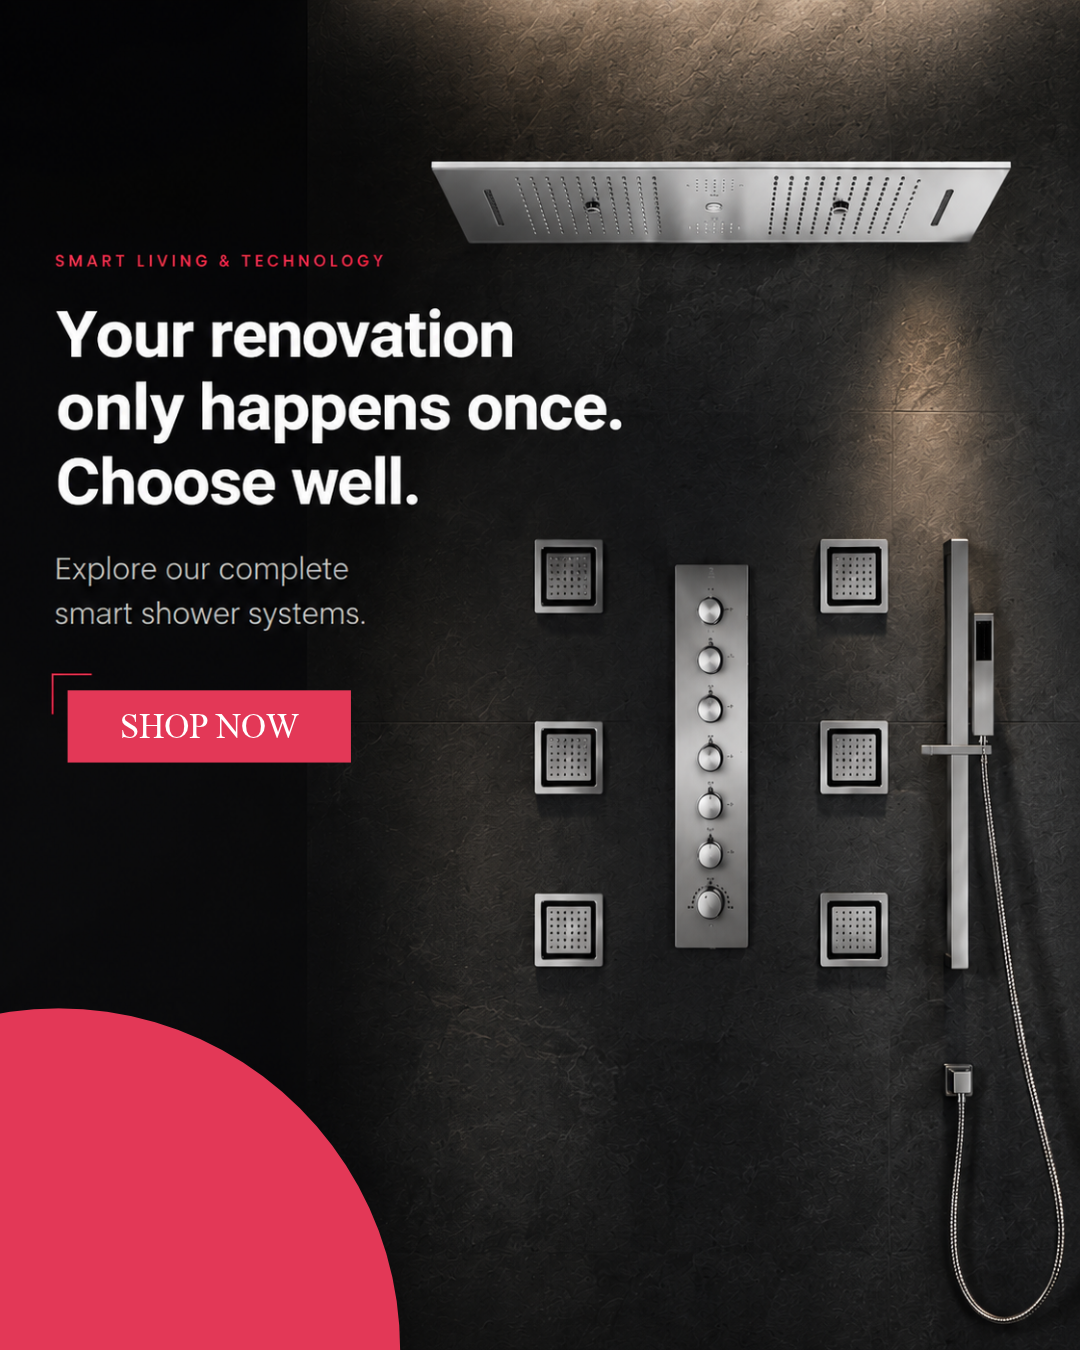 SMART LIVING & TECHNOLOGY
Your renovation
only happens once.
Choose well.
Explore our complete
smart shower systems.
SHOP NOW